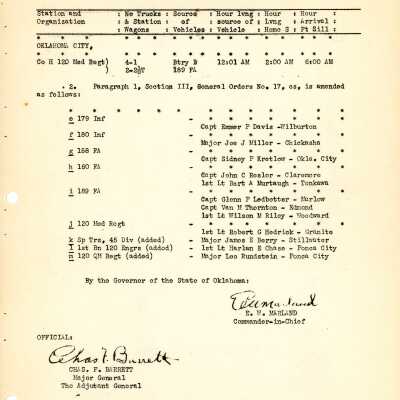 Station and : No Trucks : Source : Hour lvng : Hour : Hour :
Organization : & Station : of : source of : Lvng : Arrival :
: Wagons : Vehicles : Vehicle : Home S : Ft Sill :
* * * * * * * * * * * * * * *
OKLAHOMA CITY,
* * * * * * * * * * * * * * *
Co H 120 Med Regt) 4-1 Btry B 12:01 AM 2:00 AM 6:00 AM
) 2-2½T 189 FA
* * * * * * * * * * * * * * *
2. Paragraph 1, Section III, General Orders No. 17, cs, is amended
as follows:
* * * * * * * * * * * * *
e 179 Inf - * * * * * *
Capt Emmer P Davis - Wilburton
f 180 Inf - * * * * * *
Major Joe J Miller - Chickasha
g 158 FA - * * * * * *
Capt Sidney P Kretlow - Okla. City
h 160 FA - * * * * * *
Capt John C Rosler - Claremore
1st Lt Bart A Murtaugh - Tonkawa
i 189 FA - * * * * * *
Capt Glenn F Ledbetter - Marlow
Capt Van M Thornton - Edmond
1st Lt Wilson M Riley - Woodward
j 120 Med Regt - * * * * * *
1st Lt Robert G Hedrick - Granite
k Sp Trs, 45 Div (added) - Major James E Berry - Stillwater
l 1st Bn 120 Engrs (added) - 1st Lt Harlan E Chase - Ponca City
m 120 QM Regt (added) - Major Leo Rundstein - Ponca City
By the Governor of the State of Oklahoma:
E. W. Marland
E. W. MARLAND
Commander-in-Chief
OFFICIAL:
Chas. F. Barrett
CHAS. F. BARRETT
Major General
The Adjutant General